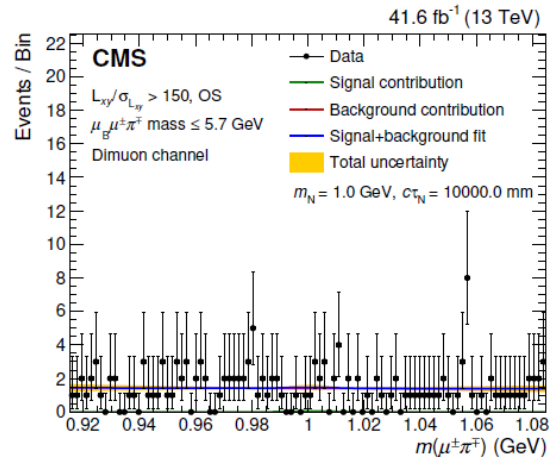 41.6 fb⁻¹ (13 TeV)
Events / Bin
22
20
18
16
14
12
10
8
6
4
2
0
CMS
L_xy/σ_L_xy > 150, OS
μ_B μ±π∓ mass ≤ 5.7 GeV
Dimuon channel
Data
Signal contribution
Background contribution
Signal+background fit
Total uncertainty
m_N = 1.0 GeV, cτ_N = 10000.0 mm
0.92 0.94 0.96 0.98 1 1.02 1.04 1.06 1.08
m(μ±π∓) (GeV)